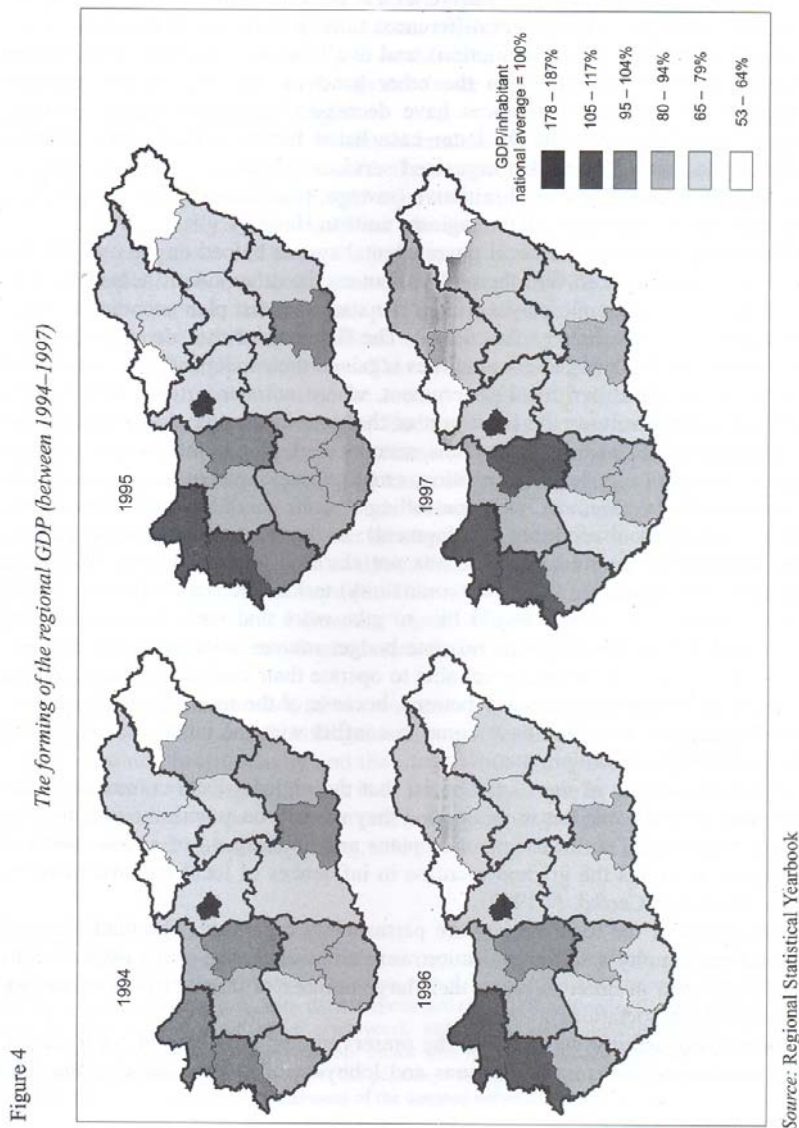 Figure 4
The forming of the regional GDP (between 1994–1997)
1994
1995
1996
1997
GDP/inhabitant
national average = 100%
178 – 187%
105 – 117%
95 – 104%
80 – 94%
65 – 79%
53 – 64%
Source: Regional Statistical Yearbook